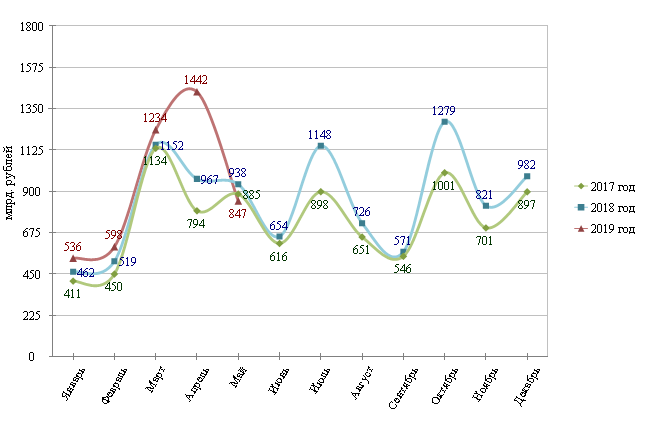 1800
1575
1350
1125
900
675
450
225
0
млрд. рублей
536 598 1234 1442 847
462 519 1152 967 938 654 1148 726 571 1279 821 982
411 450 1134 794 885 616 898 651 546 1001 701 897
Январь Февраль Март Апрель Май Июнь Июль Август Сентябрь Октябрь Ноябрь Декабрь
2017 год
2018 год
2019 год